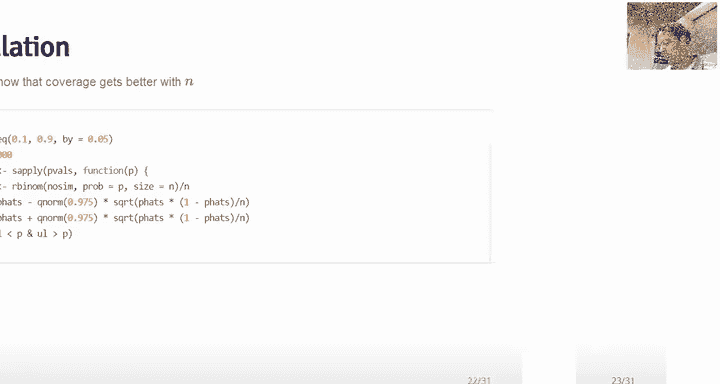 lation
now that coverage gets better with n
eq(0.1, 0.9, by = 0.05)
000
:- sapply(pvals, function(p) {
:- rbinom(nosim, prob = p, size = n)/n
phats - qnorm(0.975) * sqrt(phats * (1 - phats)/n)
phats + qnorm(0.975) * sqrt(phats * (1 - phats)/n)
l < p & ul > p)
22/31
23/31